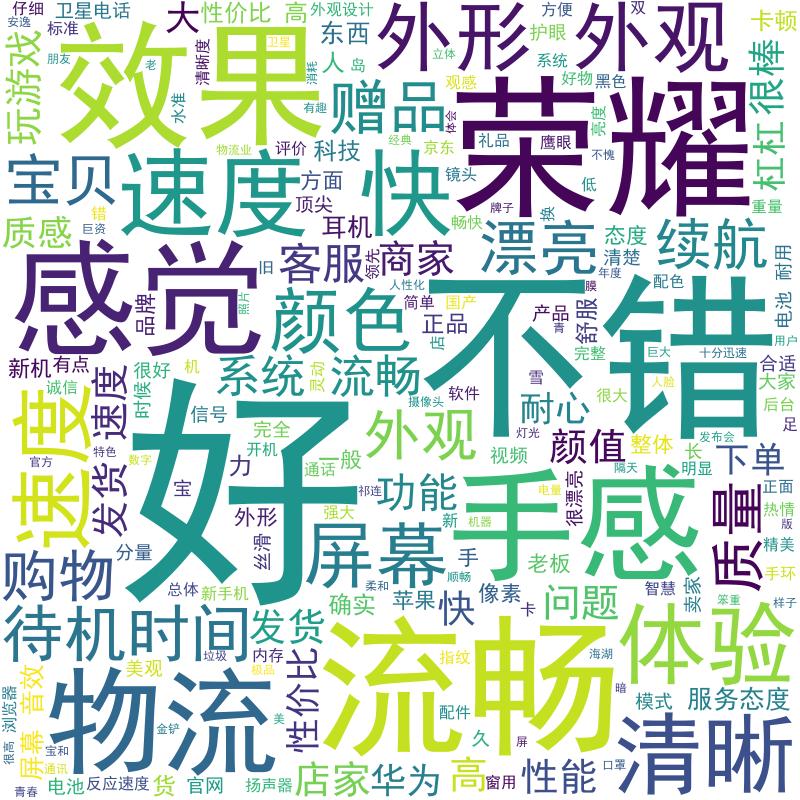 仔细
卫星电话
大
性价比
高
外观设计
方便
双
安逸
标准
卫星
清晰度
东西
外形
外观
护眼
系统
卡顿
玩游戏
朋友
效果
老
水准
消耗
人
岛
立体
观感
好物
黑色
很棒
有趣
赠品
荣耀
亮度
杠杠
宝贝
物流业
评价
科技
经典
京东
体会
礼品
鹰眼
不愧
速度
方面
顶尖
快
镜头
低
重量
质感
错
巨资
耳机
畅快
牌子
换
漂亮
态度
清楚
续航
感觉
旧
客服
领先
商家
年度
配色
耐用
品牌
照片
颜色
人性化
简单
国产
正品
店
不错
产品
青
膜
舒服
电池
用户
新机
有点
诚信
很好
时候
机
系统
灵动
流畅
软件
雪
完整
巨大
十分迅速
合适
人脸
很大
大家
后台
足
速度
发货
速度
好
信号
完全
开机
摄像头
外观
耐心
灯光
颜值
整体
发布会
长
明显
下单
官方
特色
数字
宝
力
一般
通话
祁连
功能
视频
手感
电量
很漂亮
隔天
质量
正面
热情
版
分量
外形
丝滑
强大
屏幕
新
机器
手
老板
精美
手环
购物
总体
新手机
柔和
顺畅
确实
苹果
快
像素
卡
问题
智慧
卖家
笨重
样子
待机时间
发货
流畅
体验
浏览器
屏幕
音效
美观
垃圾
内存
极品
性价比
指纹
海湖
暗
模式
服务态度
很高
宝和
物流
金铲
美
配件
久
屏
清晰
青春
通讯
电池
反应速度
货
官网
扬声器
店家
华为
高
窗用
性能
口罩